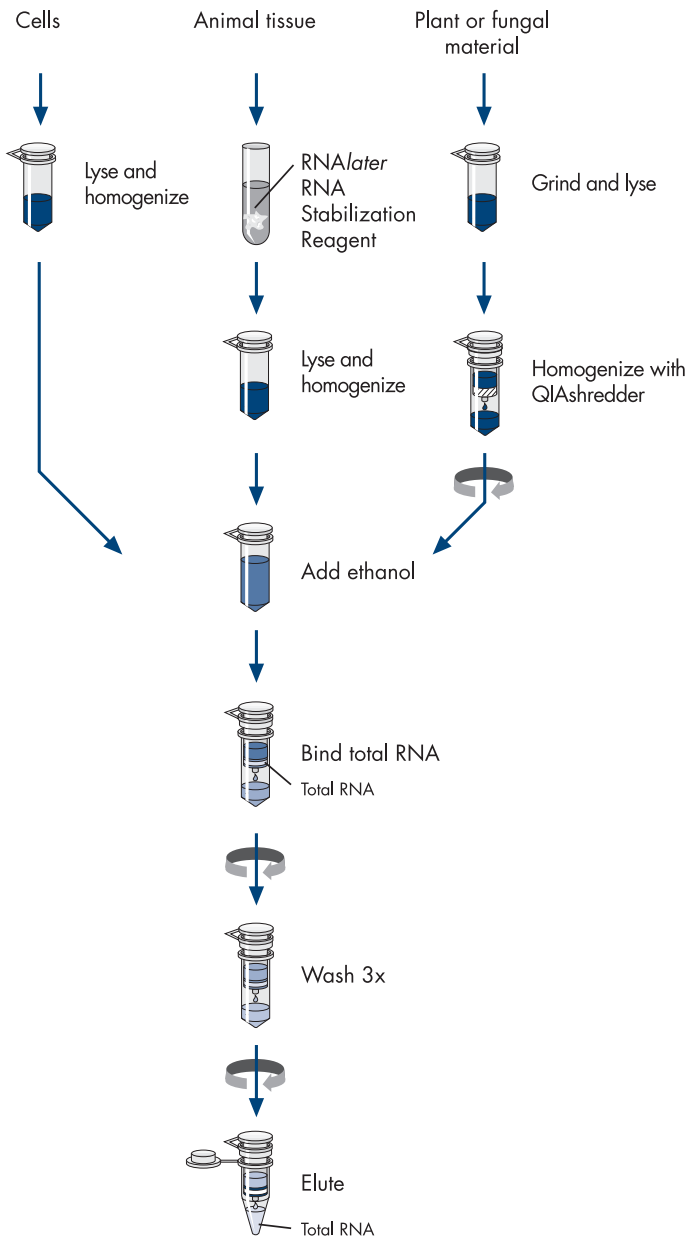 Cells
Animal tissue
Plant or fungal
material
Lyse and
homogenize
RNAlater
RNA
Stabilization
Reagent
Grind and lyse
Lyse and
homogenize
Homogenize with
QIAshredder
Add ethanol
Bind total RNA
Total RNA
Wash 3x
Elute
Total RNA